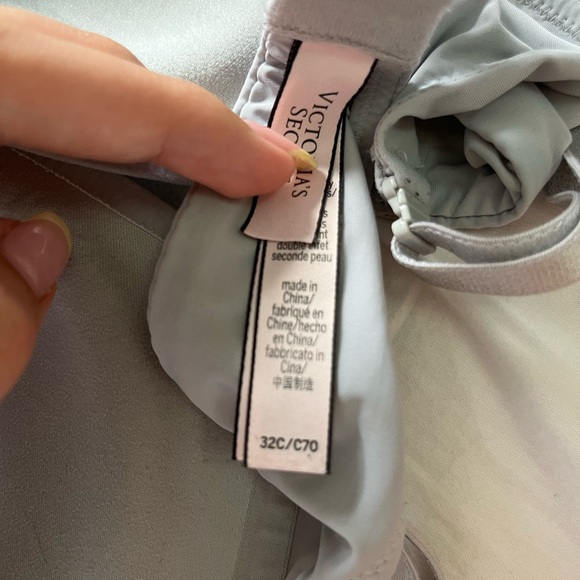 VICTORIA'S
double effet
seconde peau
made in
China/
fabriqué en
Chine/hecho
en China/
fabbricato in
Cina/
中国制造
32C/C70